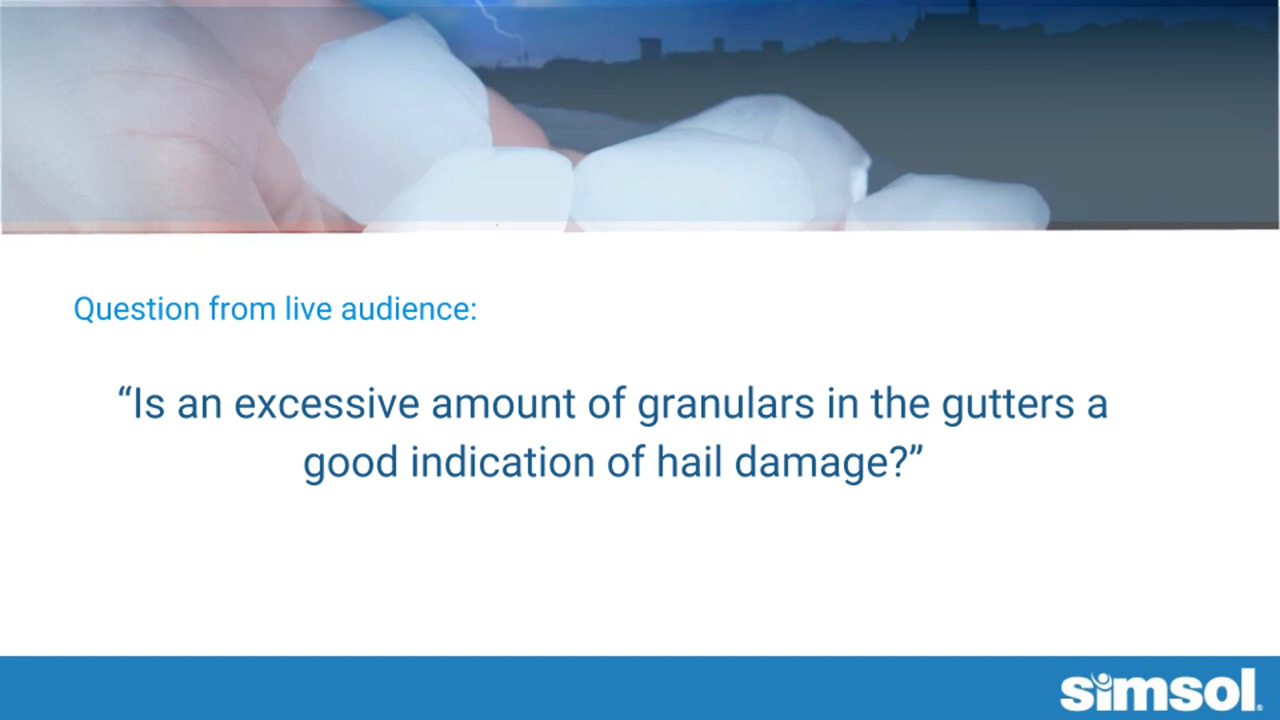 Question from live audience:
“Is an excessive amount of granulars in the gutters a
good indication of hail damage?”
simsol.